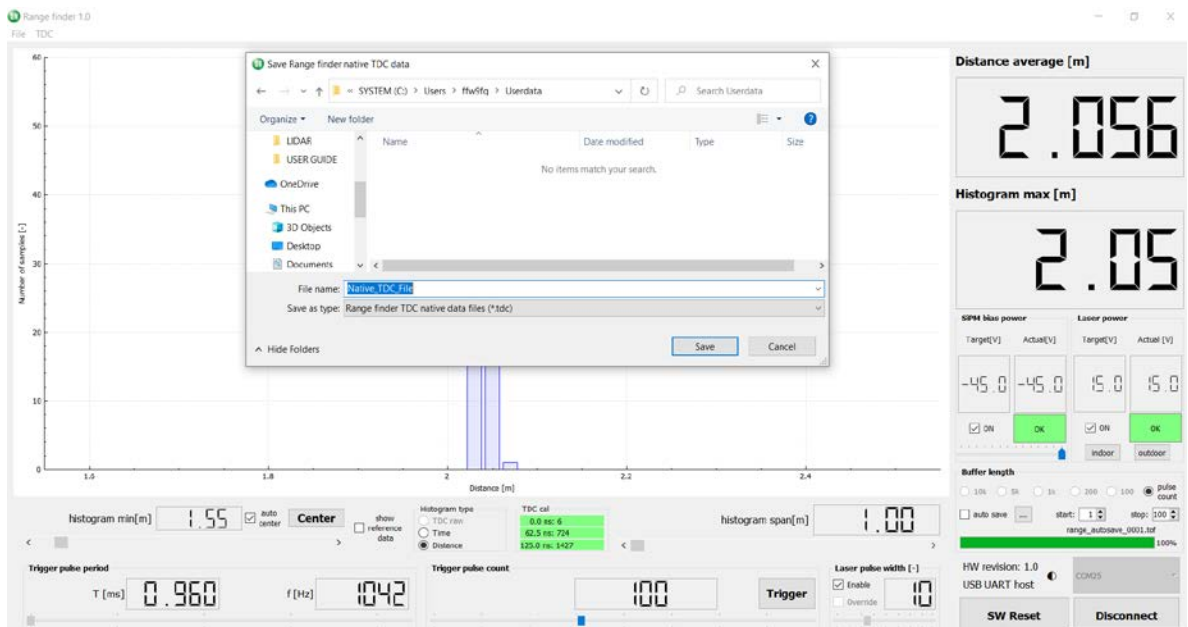 Range finder 1.0
File TDC
Save Range finder native TDC data
SYSTEM (C:) > Users > ffw9fq > Userdata
Search Userdata
Organize
New folder
LIDAR
USER GUIDE
OneDrive
This PC
3D Objects
Desktop
Documents
Name
Date modified
Type
Size
No items match your search.
File name: Native_TDC_File
Save as type: Range finder TDC native data files (*.tdc)
Hide Folders
Save
Cancel
Number of samples [-]
60
50
40
30
20
10
0
1.6
1.8
2
2.2
2.4
Distance [m]
Distance average [m]
2.056
Histogram max [m]
2.05
SiPM bias power
Target[V] Actual[V]
-45.0 -45.0
ON OK
Laser power
Target[V] Actual [V]
15.0 15.0
ON OK
indoor outdoor
Buffer length
10k 5k 1k 200 100 pulse count
auto save ... start: 1 stop: 100
range_autosave_0001.tof
100%
histogram min[m] 1.55
auto center
Center
show reference data
Histogram type
TDC raw
Time
Distance
TDC cal
0.0 ns: 6
62.5 ns: 724
125.0 ns: 1427
histogram span[m] 1.00
Trigger pulse period
T [ms] 0.960
f [Hz] 1042
Trigger pulse count
100
Trigger
Laser pulse width [-]
Enable
Override
10
HW revision: 1.0
USB UART host
COM25
SW Reset
Disconnect